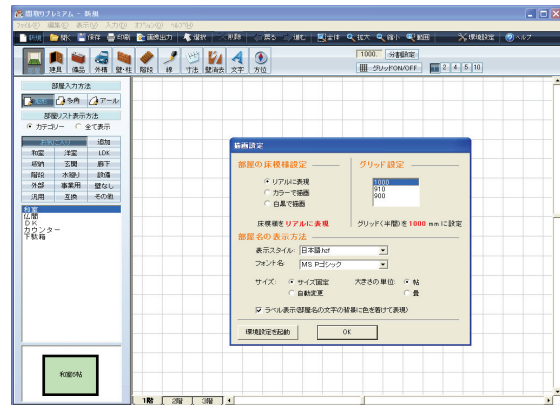 間取りプレミアム - 新規
ファイル(F) 編集(E) 表示(V) 入力(D) オプション(O) ヘルプ(H)
新規 開く 保存 印刷 画像出力 選択 削除 戻る 進む 全体 拡大 縮小 範囲 環境設定 ヘルプ
建具 備品 外構 壁・柱 階段 線 寸法 壁消去 文字 方位
1000. 分割設定
グリッドON/OFF 2 4 5 10
部屋入力方法
多角 アール
部屋リスト表示方法
カテゴリー 全て表示
追加
和室 洋室 LDK
収納 玄関 廊下
階段 水廻り 設備
外部 事業用 壁なし
汎用 互換 その他
和室
仏間
DK
カウンター
下駄箱
和室6帖
描画設定
部屋の床模様設定
リアルに表現
カラーで描画
白黒で描画
床模様をリアルに表現
グリッド設定
1000
910
900
グリッド(半間)を 1000 mm に設定
部屋名の表示方法
表示スタイル: 日本語.hcf
フォント名: MS Pゴシック
サイズ: サイズ固定 大きさの単位: 帖
自動変更 畳
ラベル表示(部屋名の文字の背景に色を着けて表現)
環境設定を起動 OK
1階 2階 3階